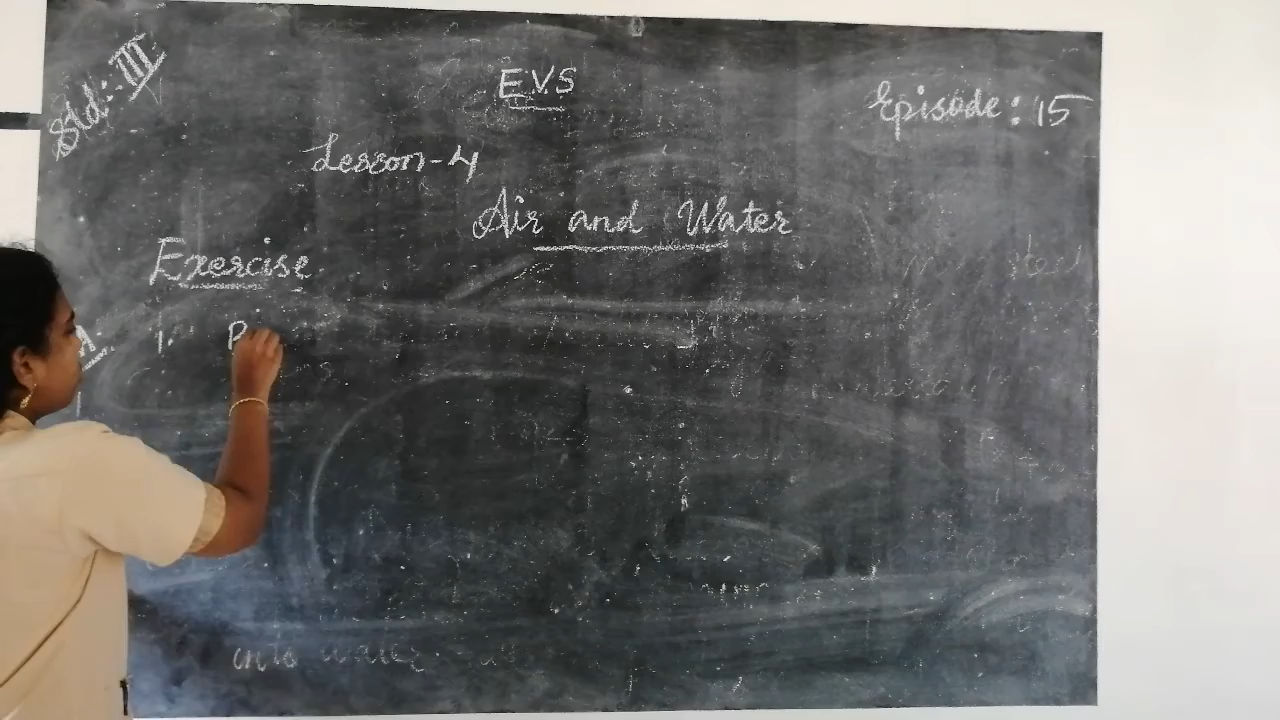 Std:- III
E.V.S
Episode: 15
Lesson-4
Air and Water
Exercise
A. 1. P
into water